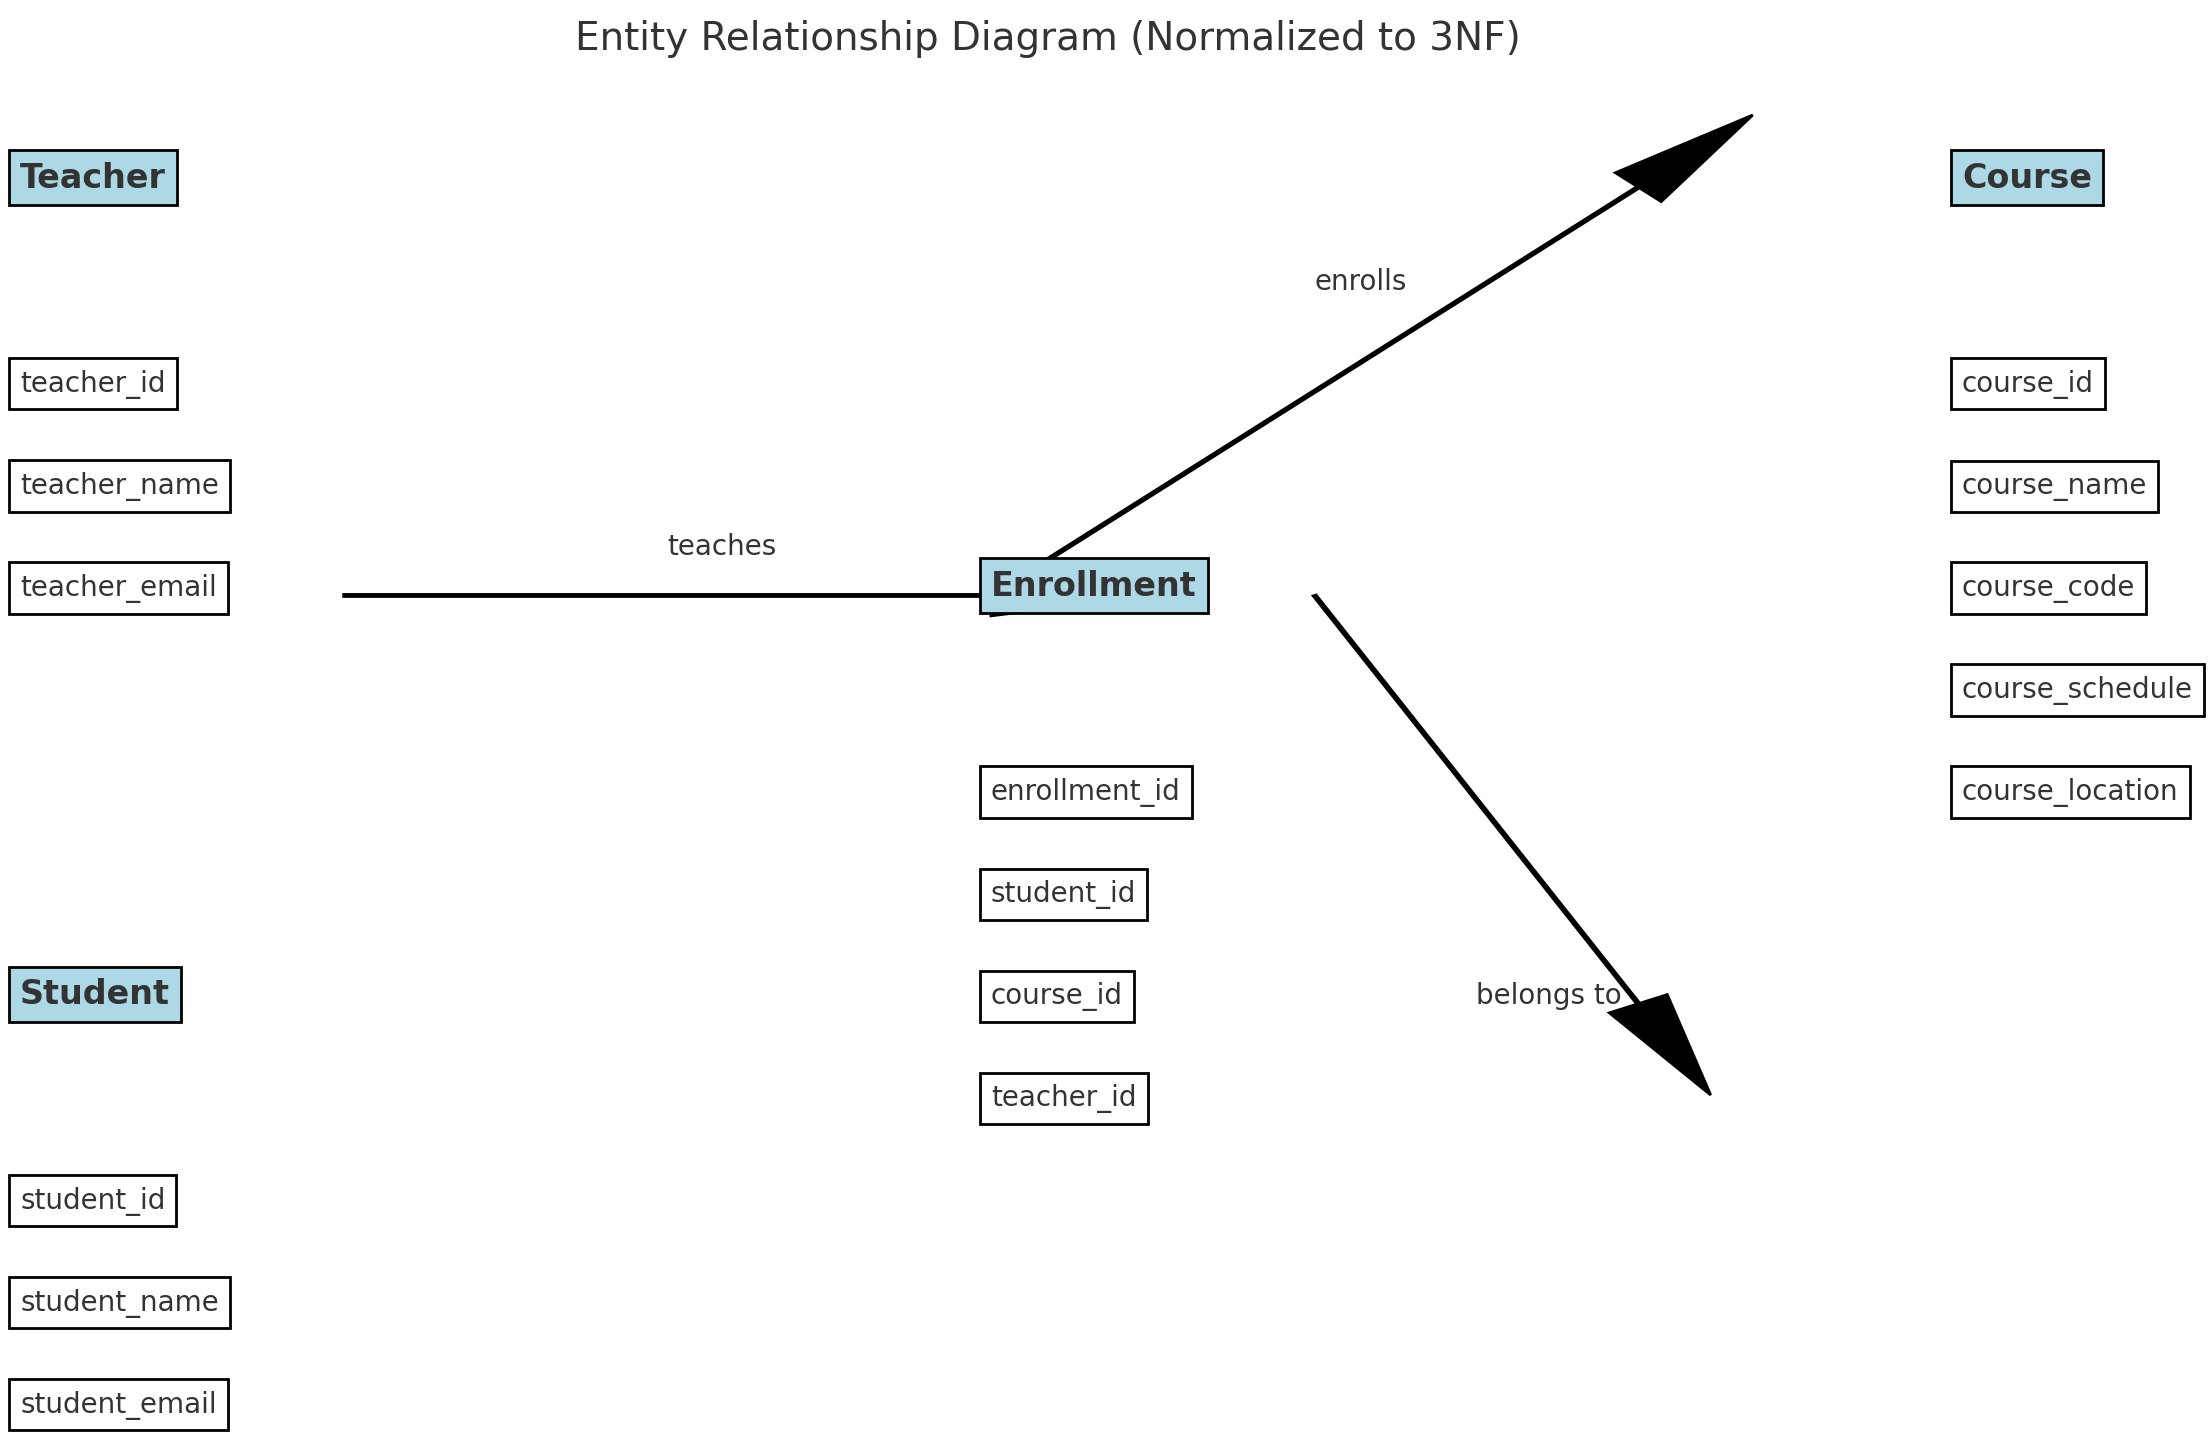 Entity Relationship Diagram (Normalized to 3NF)
Teacher
teacher_id
teacher_name
teacher_email
Student
student_id
student_name
student_email
teaches
Enrollment
enrollment_id
student_id
course_id
teacher_id
enrolls
belongs to
Course
course_id
course_name
course_code
course_schedule
course_location